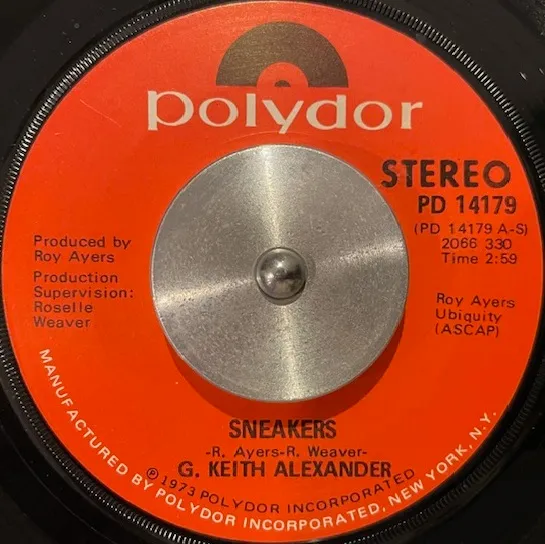 polydor
STEREO
PD 14179
(PD 14179 A-S)
2066 330
Time 2:59
Produced by
Roy Ayers
Production
Supervision:
Roselle
Weaver
Roy Ayers
Ubiquity
(ASCAP)
SNEAKERS
-R. Ayers-R. Weaver-
G. KEITH ALEXANDER
℗ 1973 POLYDOR INCORPORATED
MANUFACTURED BY POLYDOR INCORPORATED, NEW YORK, N.Y.